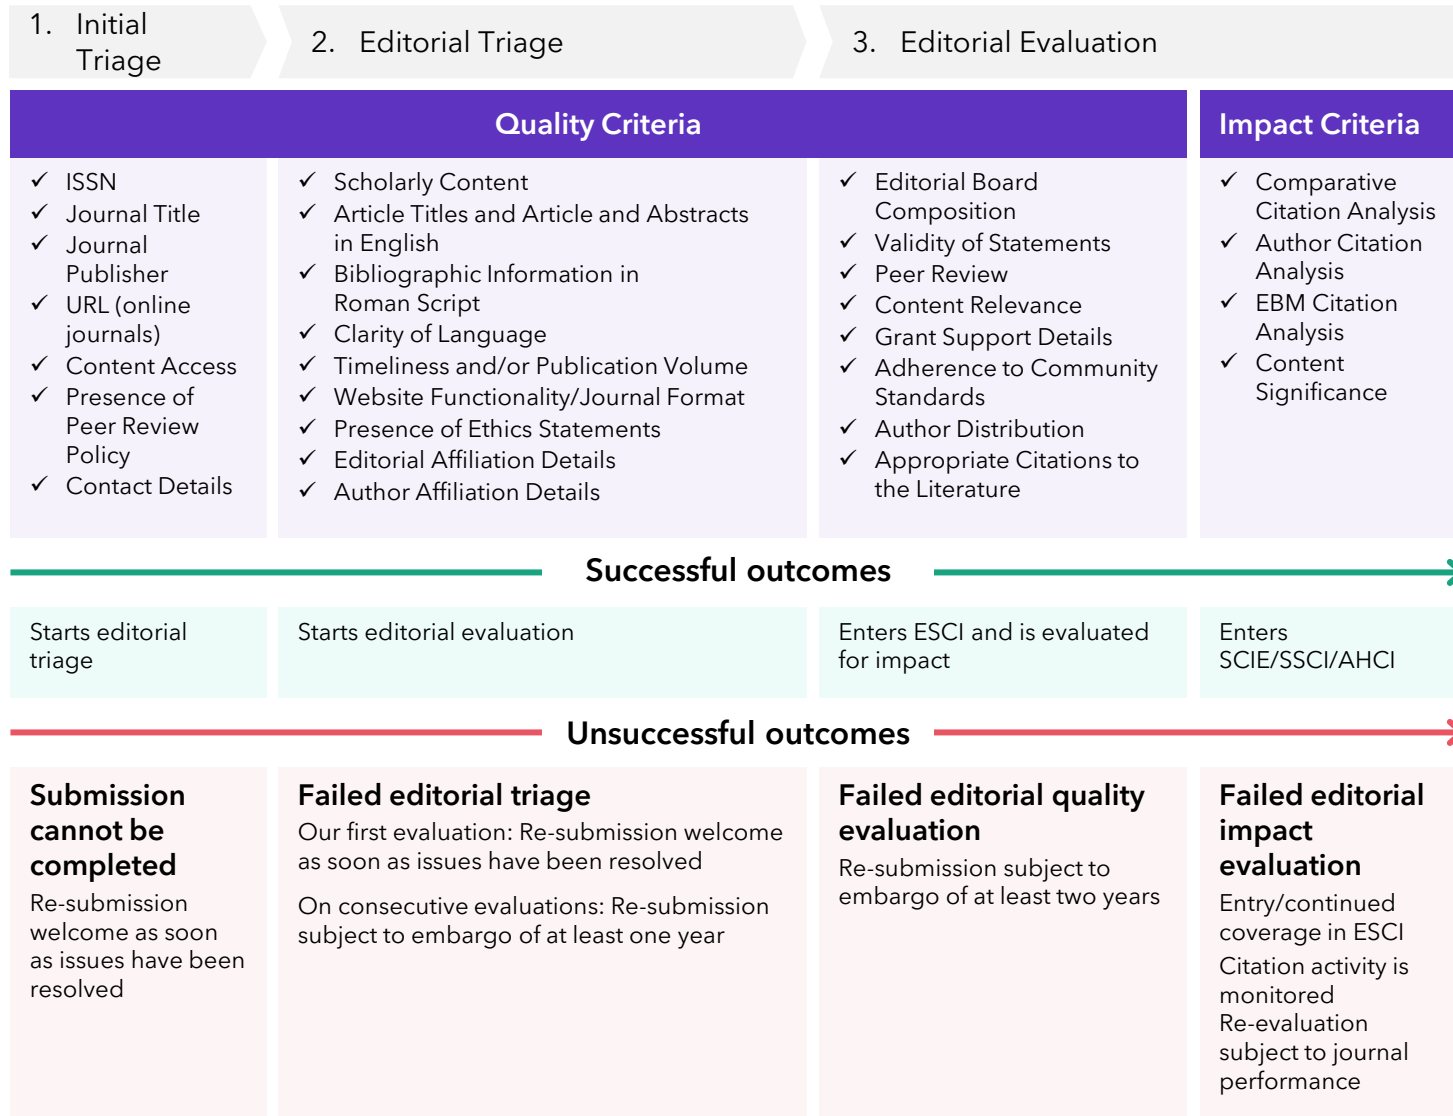 1. Initial
Triage
2. Editorial Triage
3. Editorial Evaluation
Quality Criteria
Impact Criteria
✓ ISSN
✓ Journal Title
✓ Journal
Publisher
✓ URL (online
journals)
✓ Content Access
✓ Presence of
Peer Review
Policy
✓ Contact Details
✓ Scholarly Content
✓ Article Titles and Article and Abstracts
in English
✓ Bibliographic Information in
Roman Script
✓ Clarity of Language
✓ Timeliness and/or Publication Volume
✓ Website Functionality/Journal Format
✓ Presence of Ethics Statements
✓ Editorial Affiliation Details
✓ Author Affiliation Details
✓ Editorial Board
Composition
✓ Validity of Statements
✓ Peer Review
✓ Content Relevance
✓ Grant Support Details
✓ Adherence to Community
Standards
✓ Author Distribution
✓ Appropriate Citations to
the Literature
✓ Comparative
Citation Analysis
✓ Author Citation
Analysis
✓ EBM Citation
Analysis
✓ Content
Significance
Successful outcomes
Starts editorial
triage
Starts editorial evaluation
Enters ESCI and is evaluated
for impact
Enters
SCIE/SSCI/AHCI
Unsuccessful outcomes
Submission
cannot be
completed
Re-submission
welcome as soon
as issues have been
resolved
Failed editorial triage
Our first evaluation: Re-submission welcome
as soon as issues have been resolved
On consecutive evaluations: Re-submission
subject to embargo of at least one year
Failed editorial quality
evaluation
Re-submission subject to
embargo of at least two years
Failed editorial
impact
evaluation
Entry/continued
coverage in ESCI
Citation activity is
monitored
Re-evaluation
subject to journal
performance